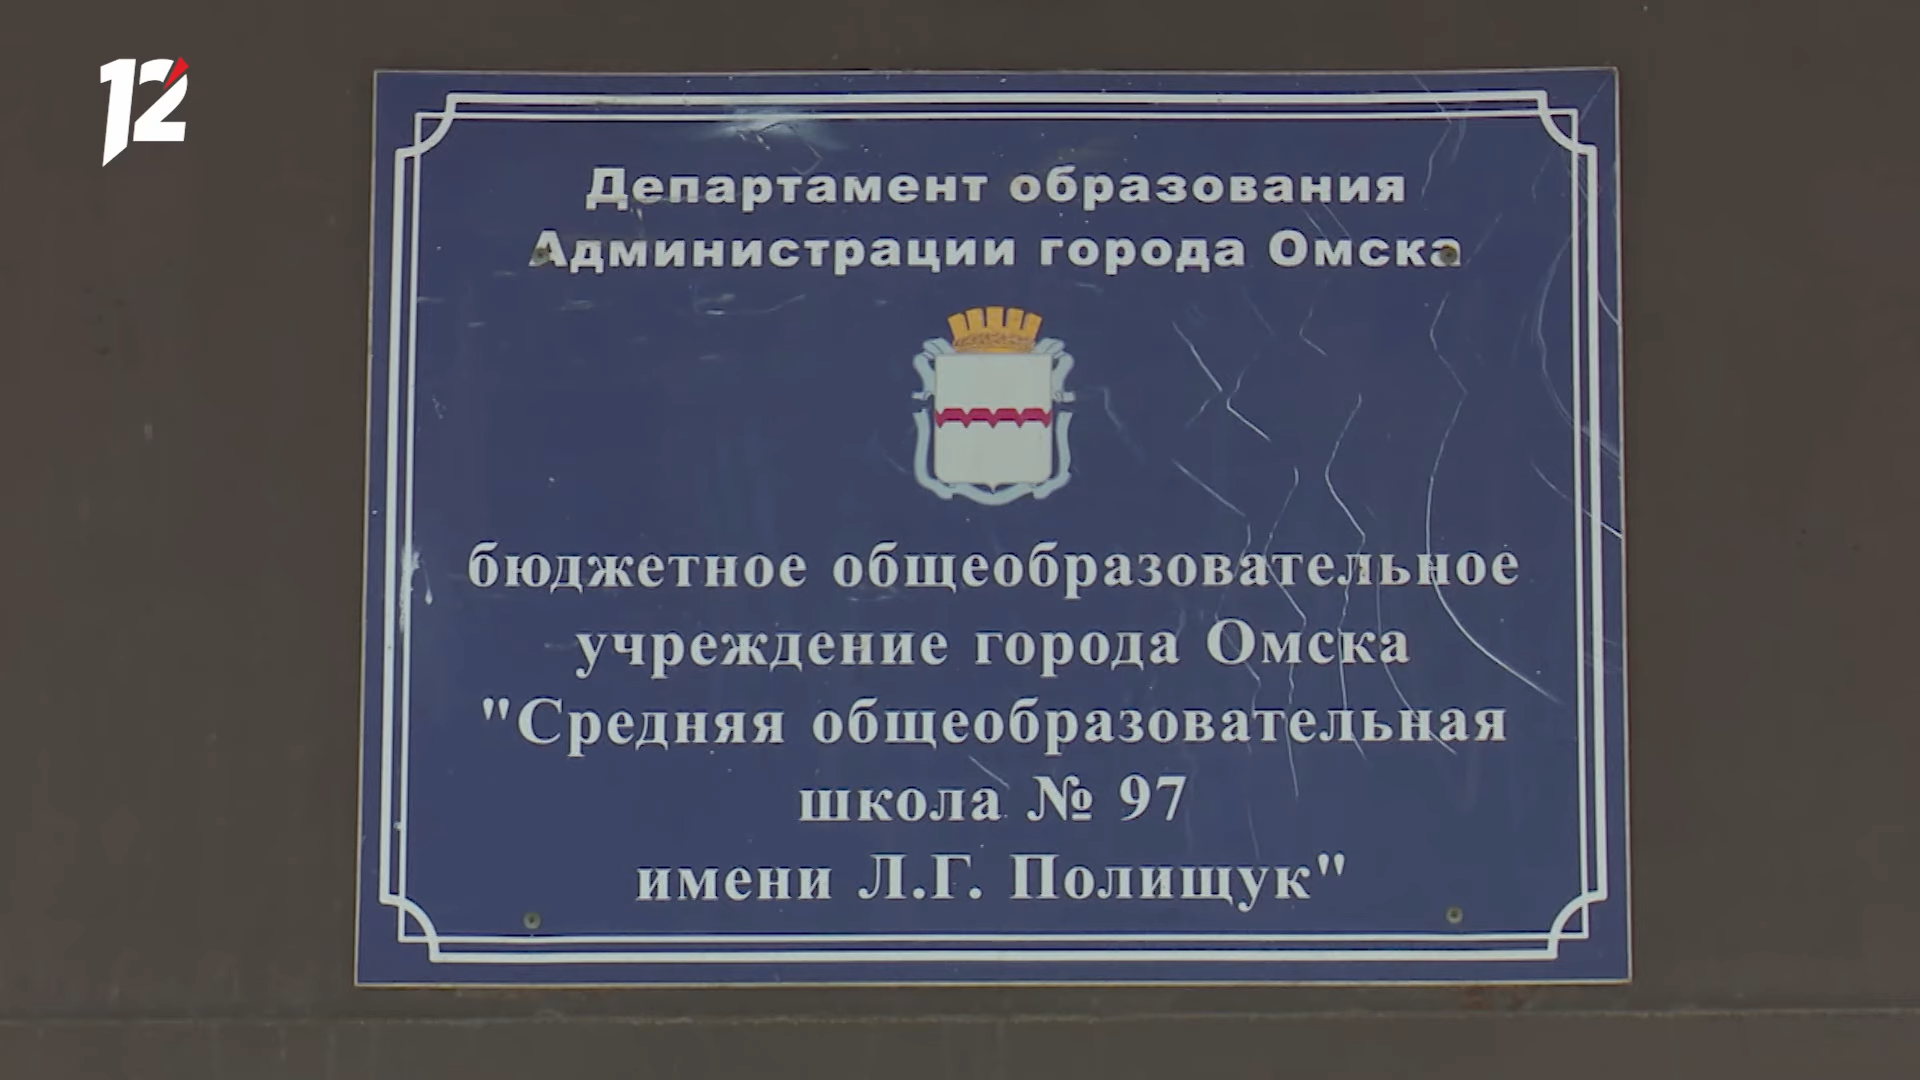 12
Департамент образования
Администрации города Омска
бюджетное общеобразовательное
учреждение города Омска
"Средняя общеобразовательная
школа № 97
имени Л.Г. Полищук"